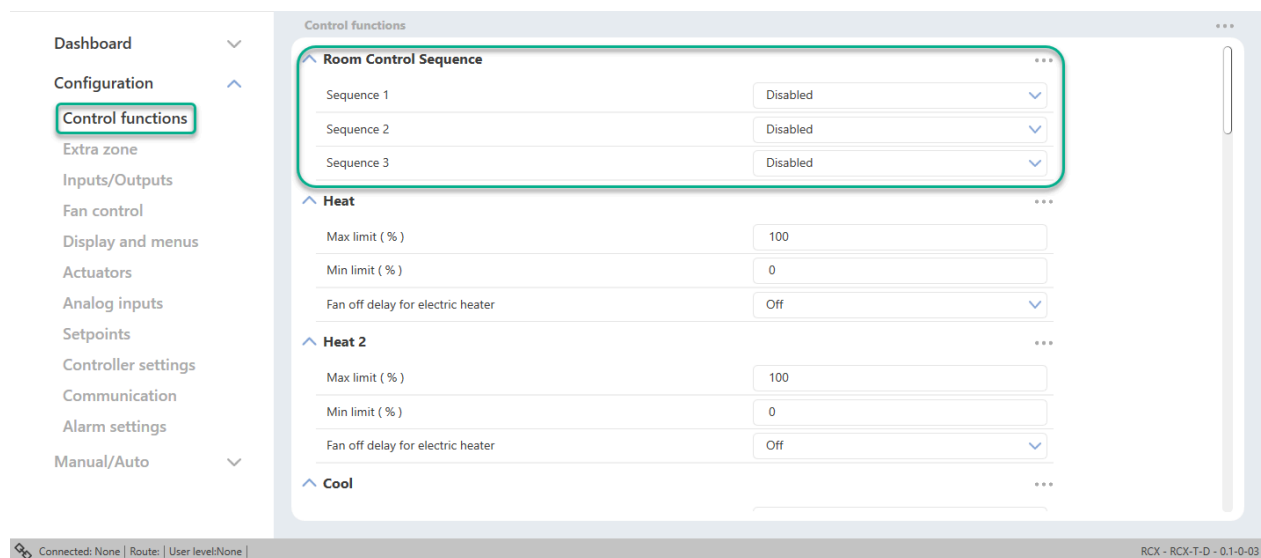 Dashboard
Configuration
Control functions
Extra zone
Inputs/Outputs
Fan control
Display and menus
Actuators
Analog inputs
Setpoints
Controller settings
Communication
Alarm settings
Manual/Auto
Control functions
Room Control Sequence
Sequence 1 Disabled
Sequence 2 Disabled
Sequence 3 Disabled
Heat
Max limit ( % ) 100
Min limit ( % ) 0
Fan off delay for electric heater Off
Heat 2
Max limit ( % ) 100
Min limit ( % ) 0
Fan off delay for electric heater Off
Cool
Connected: None | Route: | User level:None | RCX - RCX-T-D - 0.1-0-03